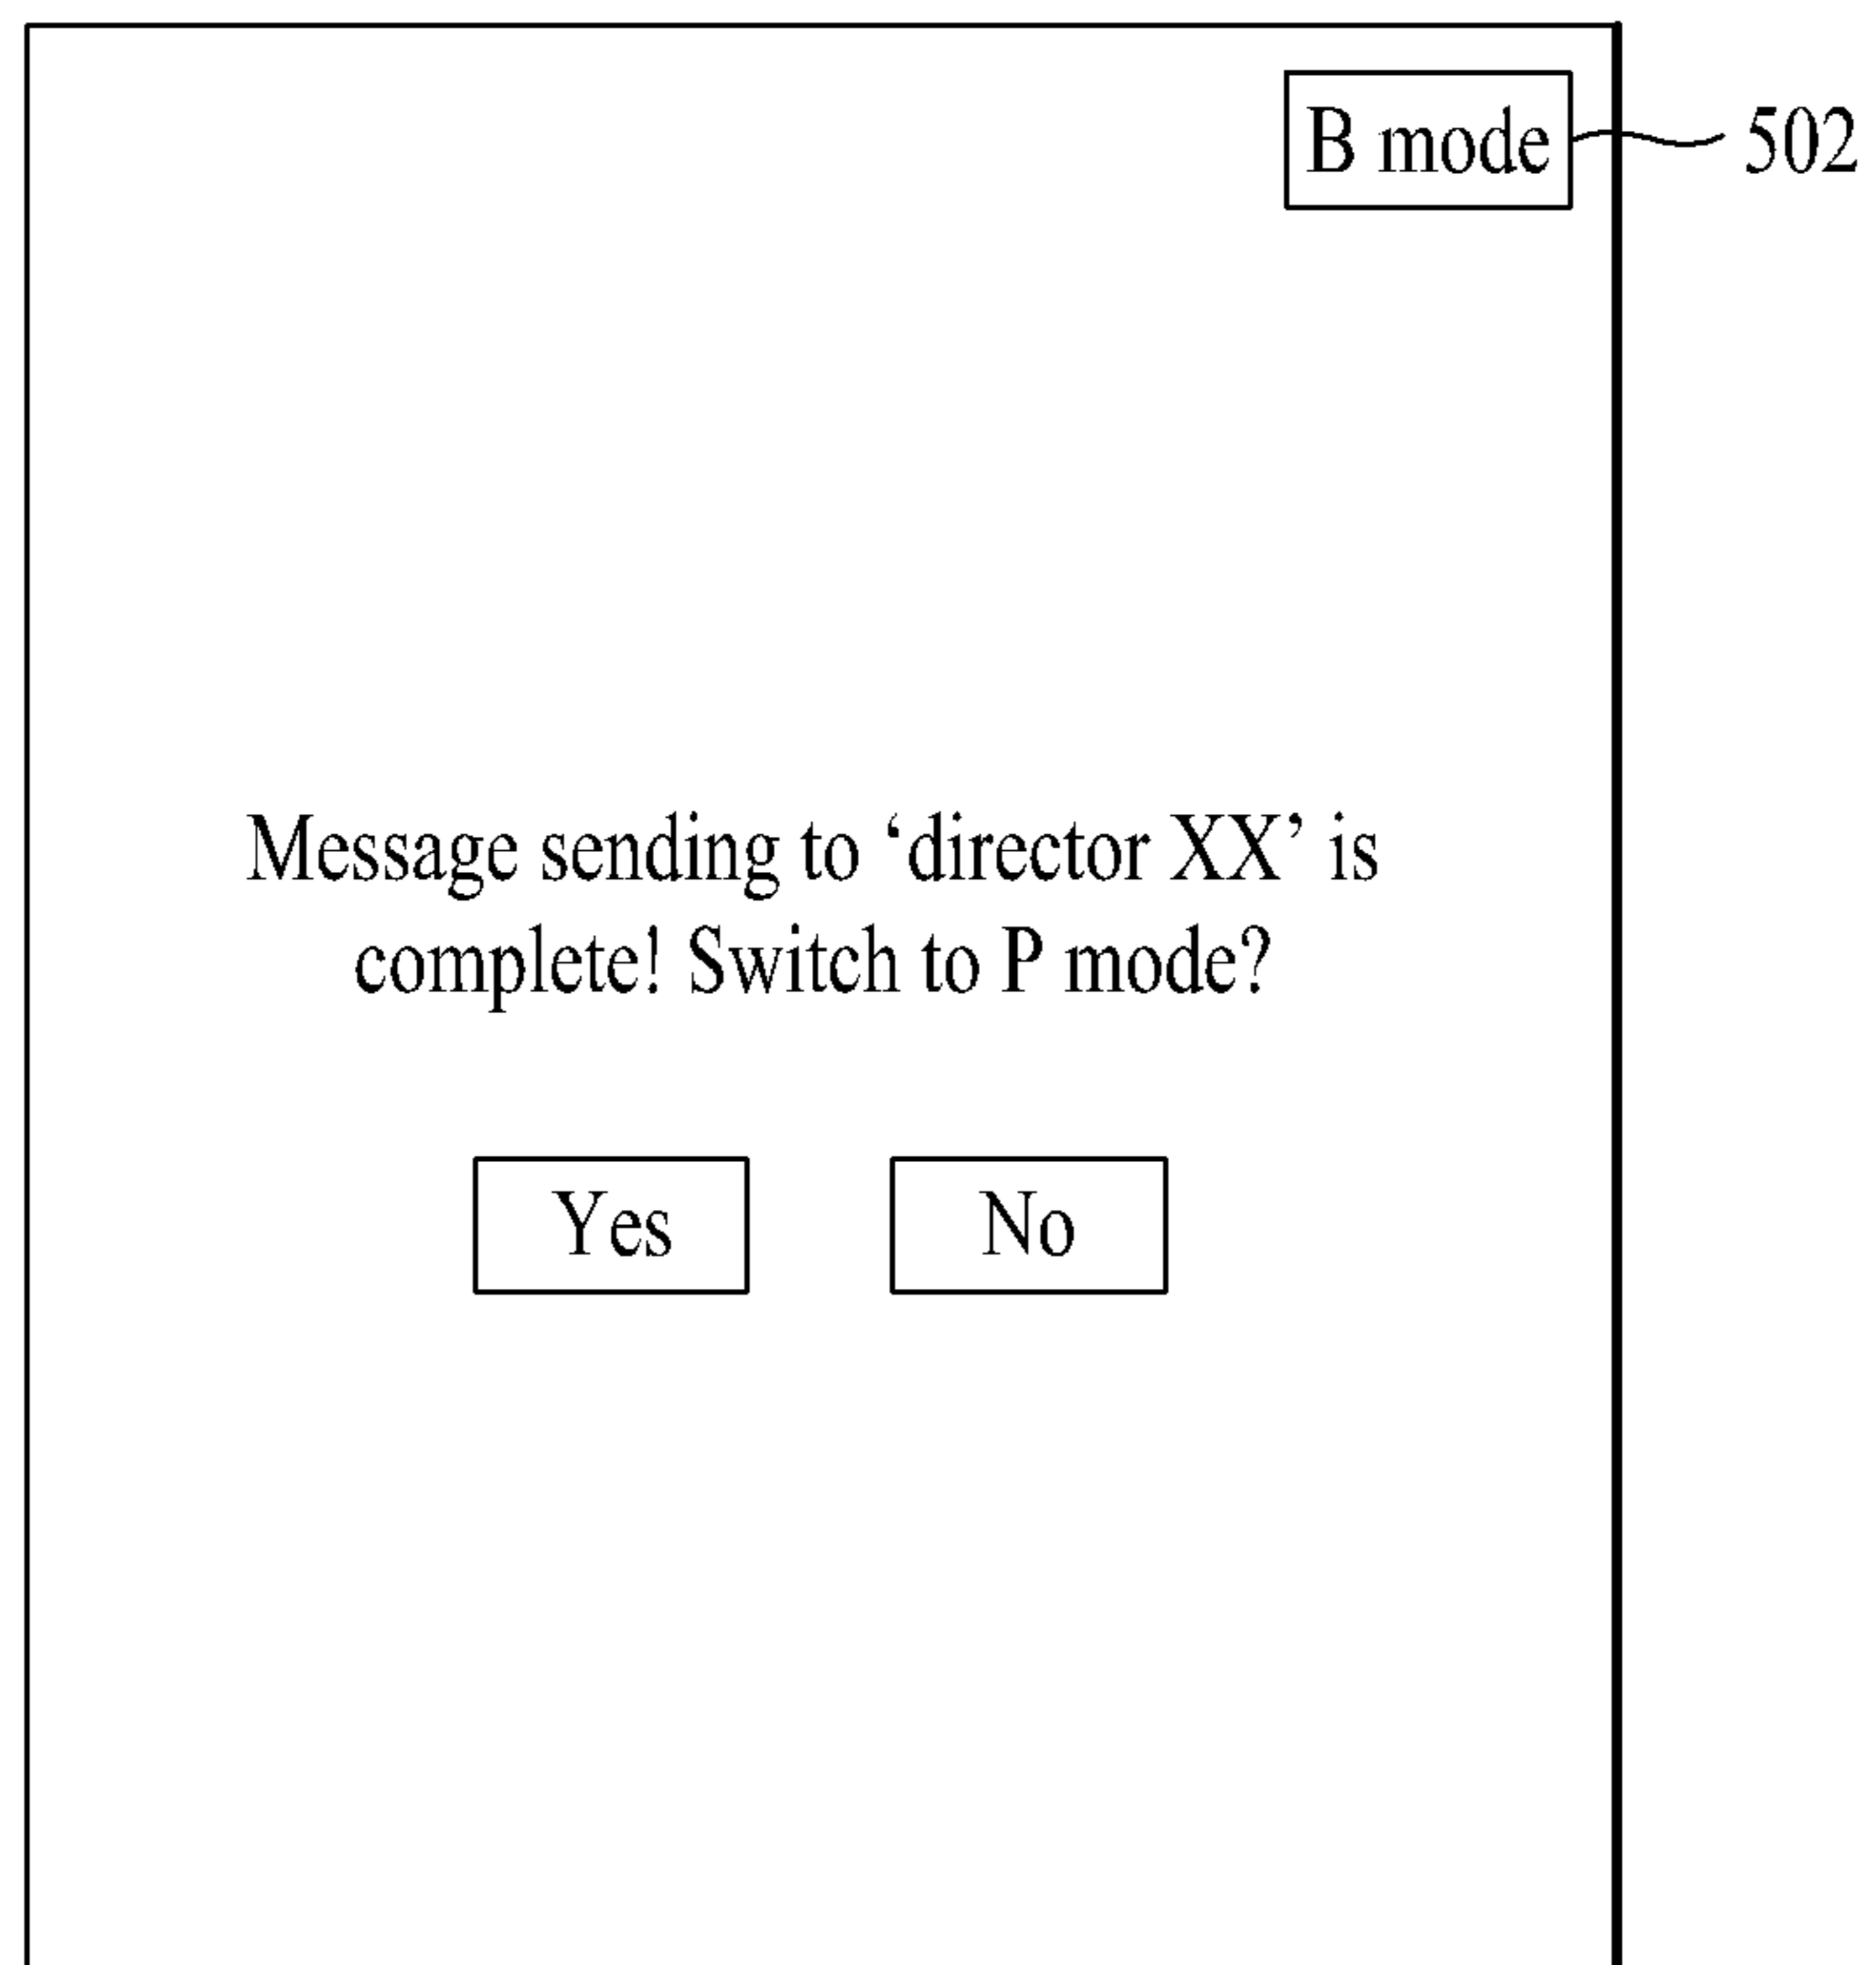 B mode 502
Message sending to ‘director XX’ is
complete! Switch to P mode?
Yes No